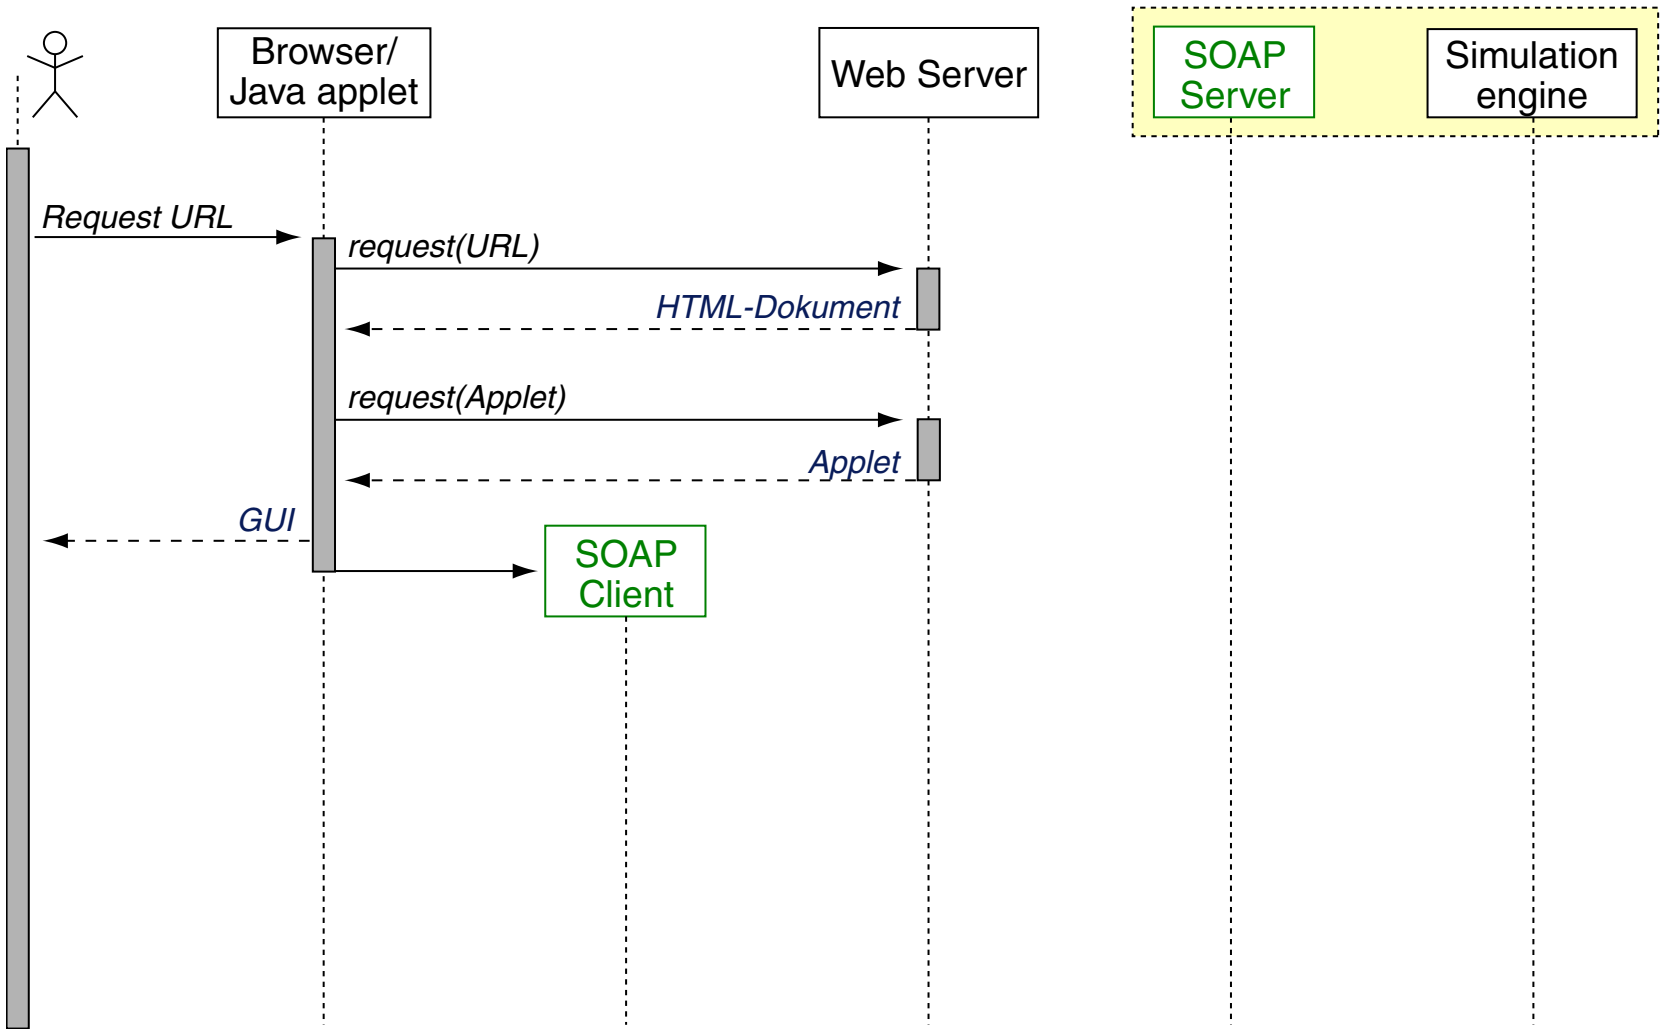 Browser/
Java applet
Web Server
SOAP
Server
Simulation
engine
Request URL
request(URL)
HTML-Dokument
request(Applet)
Applet
GUI
SOAP
Client